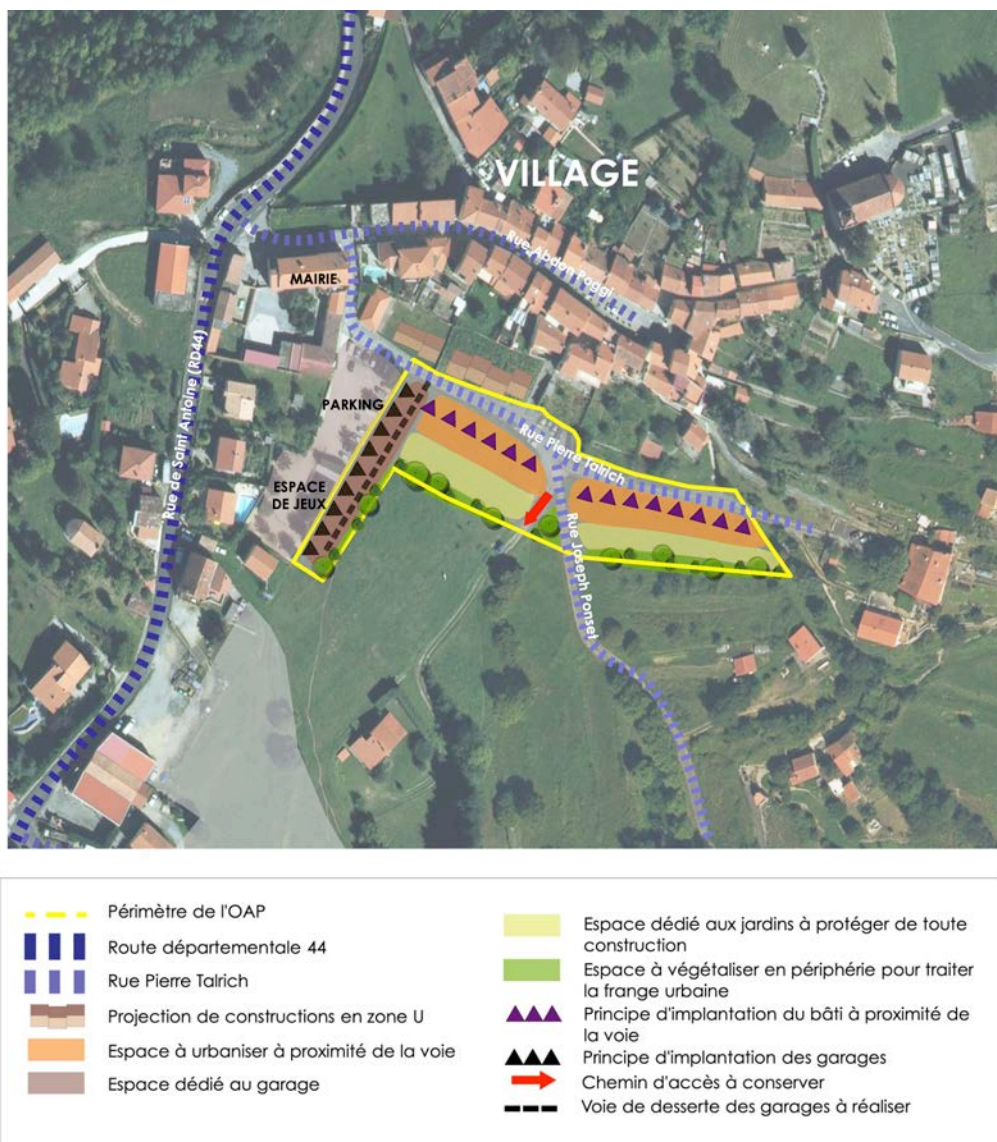 VILLAGE
Rue Abdon Poggi
MAIRIE
Rue de Saint Antoine (RD44)
PARKING
Rue Pierre Talrich
ESPACE
DE JEUX
Rue Joseph Ponset
Périmètre de l'OAP
Route départementale 44
Rue Pierre Talrich
Projection de constructions en zone U
Espace à urbaniser à proximité de la voie
Espace dédié au garage
Espace dédié aux jardins à protéger de toute
construction
Espace à végétaliser en périphérie pour traiter
la frange urbaine
Principe d'implantation du bâti à proximité de
la voie
Principe d'implantation des garages
Chemin d'accès à conserver
Voie de desserte des garages à réaliser